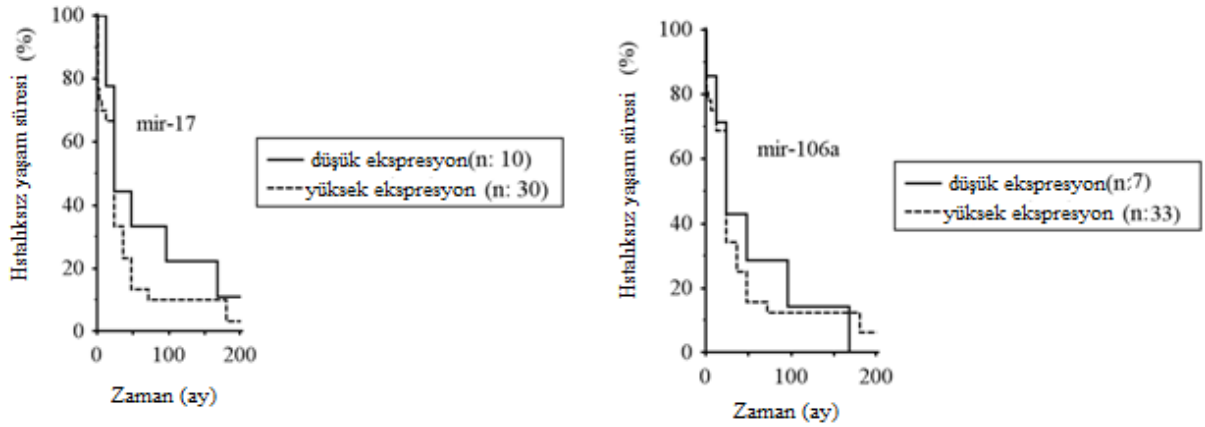 Hstalıksız yaşam süresi (%)
100
80
60
40
20
0
mir-17
düşük ekspresyon(n: 10)
yüksek ekspresyon (n: 30)
0 100 200
Zaman (ay)
Hstalıksız yaşam süresi (%)
100
80
60
40
20
0
mir-106a
düşük ekspresyon(n:7)
yüksek ekspresyon (n:33)
0 100 200
Zaman (ay)